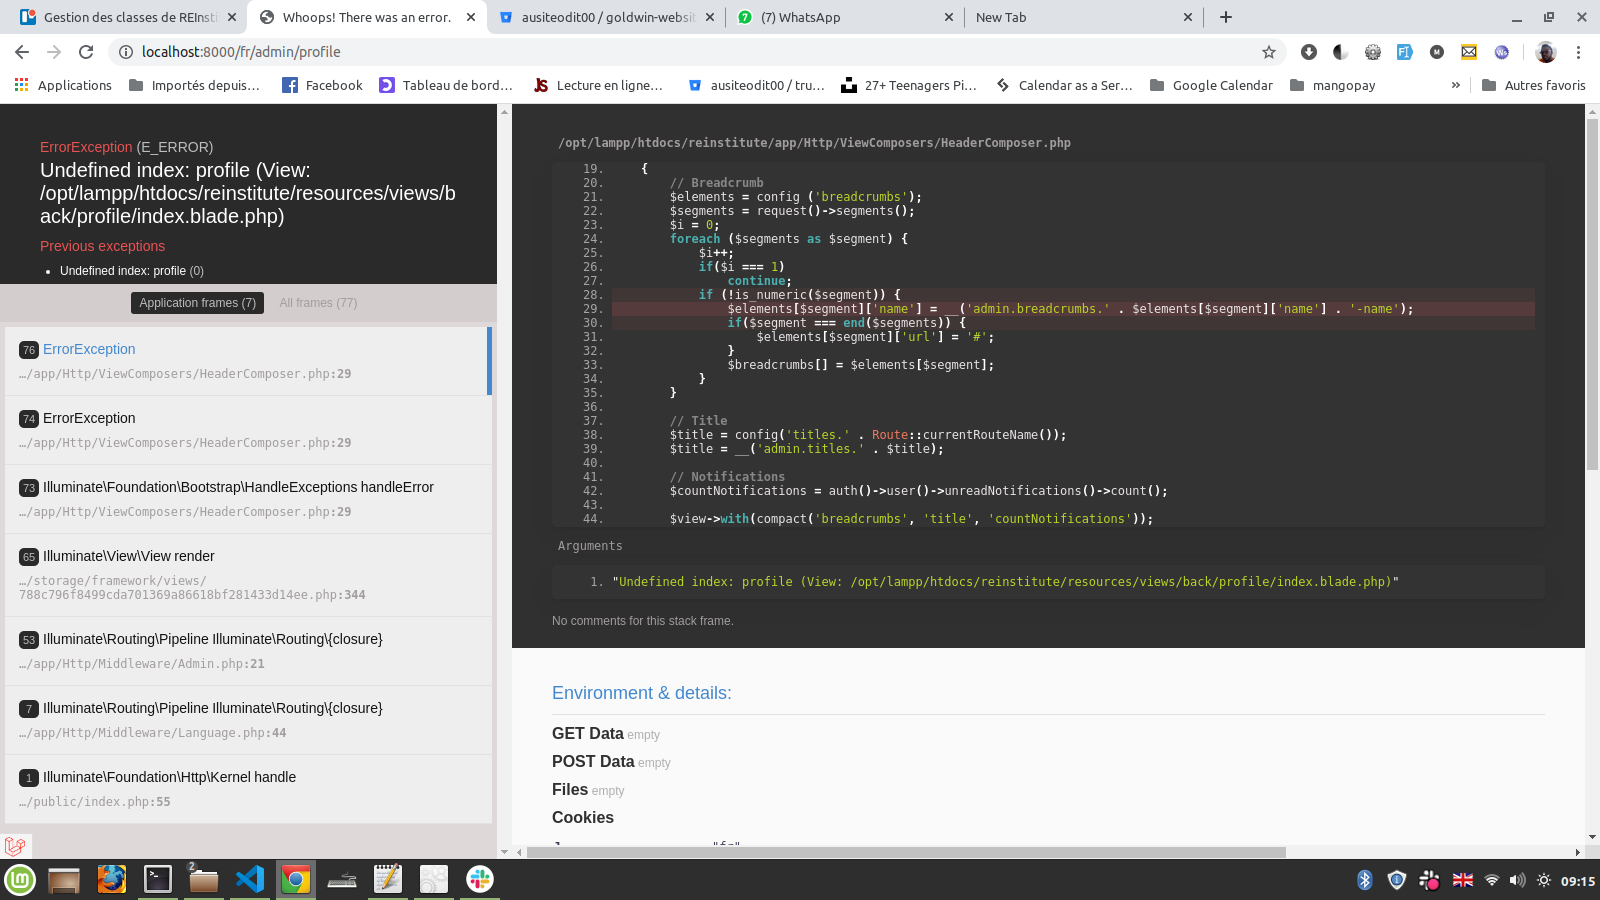 Gestion des classes de REInsti
Whoops! There was an error.
ausiteodit00 / goldwin-websit
(7) WhatsApp
New Tab
localhost:8000/fr/admin/profile
Applications
Importés depuis…
Facebook
Tableau de bord…
JS Lecture en ligne…
ausiteodit00 / tru…
27+ Teenagers Pi…
Calendar as a Ser…
Google Calendar
mangopay
»
Autres favoris
ErrorException (E_ERROR)
Undefined index: profile (View:
/opt/lampp/htdocs/reinstitute/resources/views/b
ack/profile/index.blade.php)
Previous exceptions
• Undefined index: profile (0)
Application frames (7)
All frames (77)
76 ErrorException
…/app/Http/ViewComposers/HeaderComposer.php:29
74 ErrorException
…/app/Http/ViewComposers/HeaderComposer.php:29
73 Illuminate\Foundation\Bootstrap\HandleExceptions handleError
…/app/Http/ViewComposers/HeaderComposer.php:29
65 Illuminate\View\View render
…/storage/framework/views/
788c796f8499cda701369a86618bf281433d14ee.php:344
53 Illuminate\Routing\Pipeline Illuminate\Routing\{closure}
…/app/Http/Middleware/Admin.php:21
7 Illuminate\Routing\Pipeline Illuminate\Routing\{closure}
…/app/Http/Middleware/Language.php:44
1 Illuminate\Foundation\Http\Kernel handle
…/public/index.php:55
/opt/lampp/htdocs/reinstitute/app/Http/ViewComposers/HeaderComposer.php
19. {
20. // Breadcrumb
21. $elements = config ('breadcrumbs');
22. $segments = request()->segments();
23. $i = 0;
24. foreach ($segments as $segment) {
25. $i++;
26. if($i === 1)
27. continue;
28. if (!is_numeric($segment)) {
29. $elements[$segment]['name'] = __('admin.breadcrumbs.' . $elements[$segment]['name'] . '-name');
30. if($segment === end($segments)) {
31. $elements[$segment]['url'] = '#';
32. }
33. $breadcrumbs[] = $elements[$segment];
34. }
35. }
36.
37. // Title
38. $title = config('titles.' . Route::currentRouteName());
39. $title = __('admin.titles.' . $title);
40.
41. // Notifications
42. $countNotifications = auth()->user()->unreadNotifications()->count();
43.
44. $view->with(compact('breadcrumbs', 'title', 'countNotifications'));
Arguments
1. "Undefined index: profile (View: /opt/lampp/htdocs/reinstitute/resources/views/back/profile/index.blade.php)"
No comments for this stack frame.
Environment & details:
GET Data empty
POST Data empty
Files empty
Cookies
2
09:15